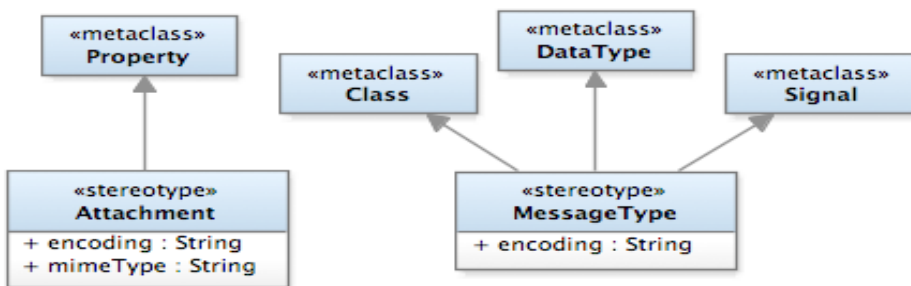 «metaclass»
Property
«metaclass»
Class
«metaclass»
DataType
«metaclass»
Signal
«stereotype»
Attachment
+ encoding : String
+ mimeType : String
«stereotype»
MessageType
+ encoding : String